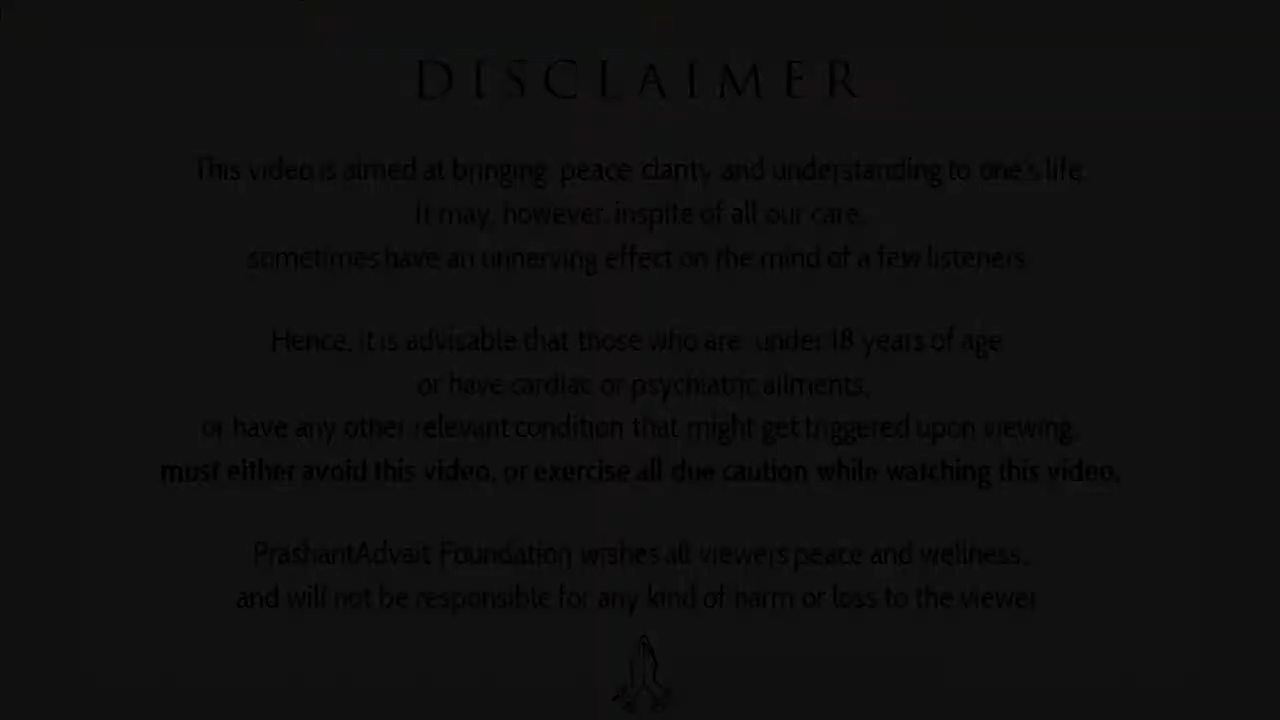 DISCLAIMER
This video is aimed at bringing peace clarity and understanding to one's life.
It may, however, inspite of all our care,
sometimes have an unnerving effect on the mind of a few listeners.
Hence, it is advisable that those who are under 18 years of age
or have cardiac or psychiatric ailments,
or have any other relevant condition that might get triggered upon viewing,
must either avoid this video, or exercise all due caution while watching this video.
PrashantAdvait Foundation wishes all viewers peace and wellness,
and will not be responsible for any kind of harm or loss to the viewer